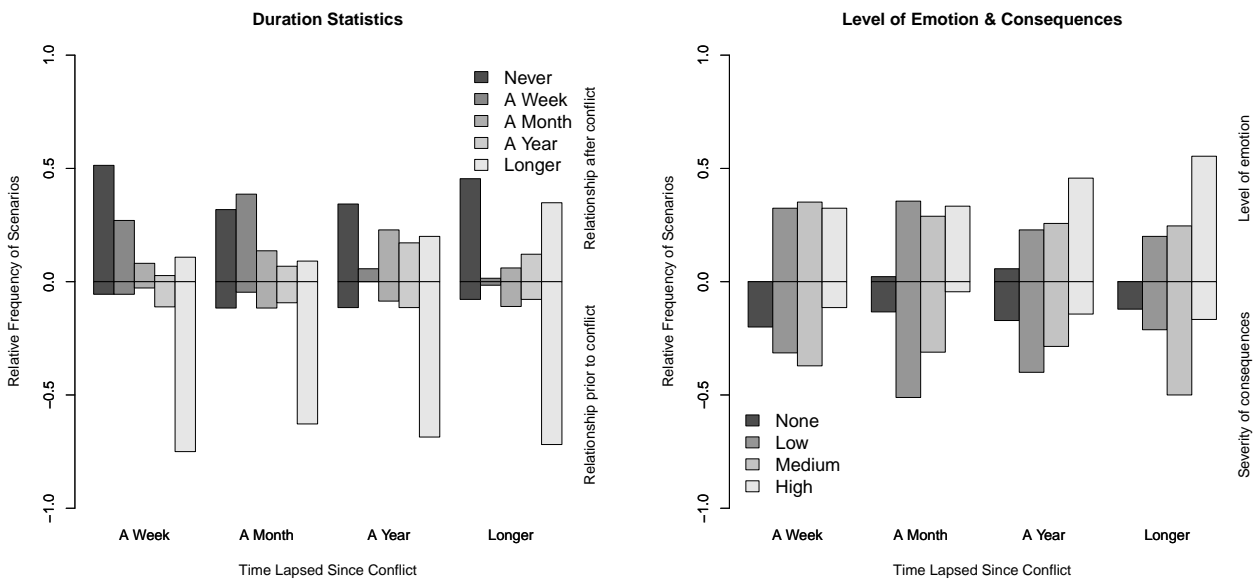 Duration Statistics
Relative Frequency of Scenarios
1.0
0.5
0.0
−0.5
−1.0
Never
A Week
A Month
A Year
Longer
Relationship after conflict
Relationship prior to conflict
A Week
A Month
A Year
Longer
Time Lapsed Since Conflict
Level of Emotion & Consequences
Relative Frequency of Scenarios
1.0
0.5
0.0
−0.5
−1.0
None
Low
Medium
High
Level of emotion
Severity of consequences
A Week
A Month
A Year
Longer
Time Lapsed Since Conflict